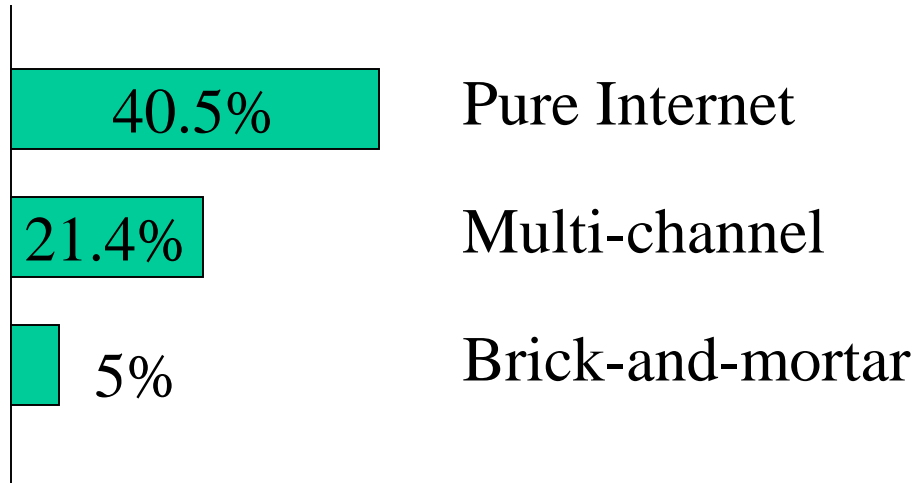 40.5% Pure Internet
21.4% Multi-channel
5% Brick-and-mortar